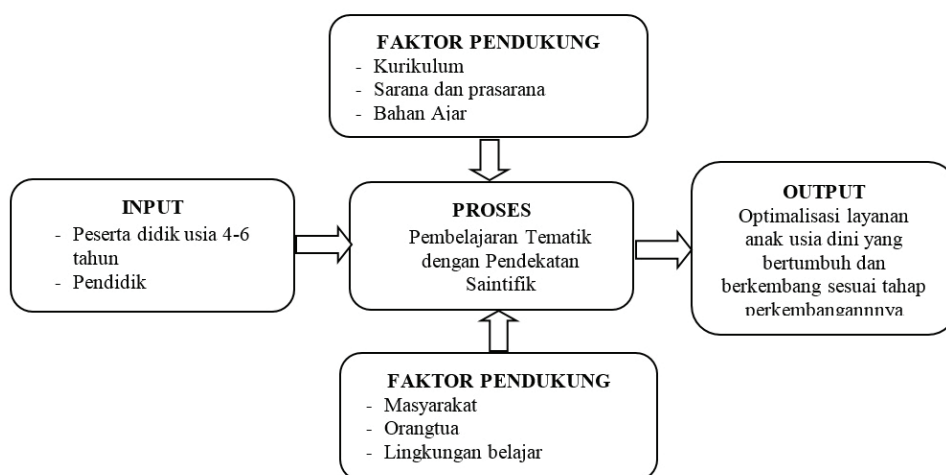 FAKTOR PENDUKUNG
- Kurikulum
- Sarana dan prasarana
- Bahan Ajar
INPUT
- Peserta didik usia 4-6
tahun
- Pendidik
PROSES
Pembelajaran Tematik
dengan Pendekatan
Saintifik
OUTPUT
Optimalisasi layanan
anak usia dini yang
bertumbuh dan
berkembang sesuai tahap
perkembangannnya
FAKTOR PENDUKUNG
- Masyarakat
- Orangtua
- Lingkungan belajar